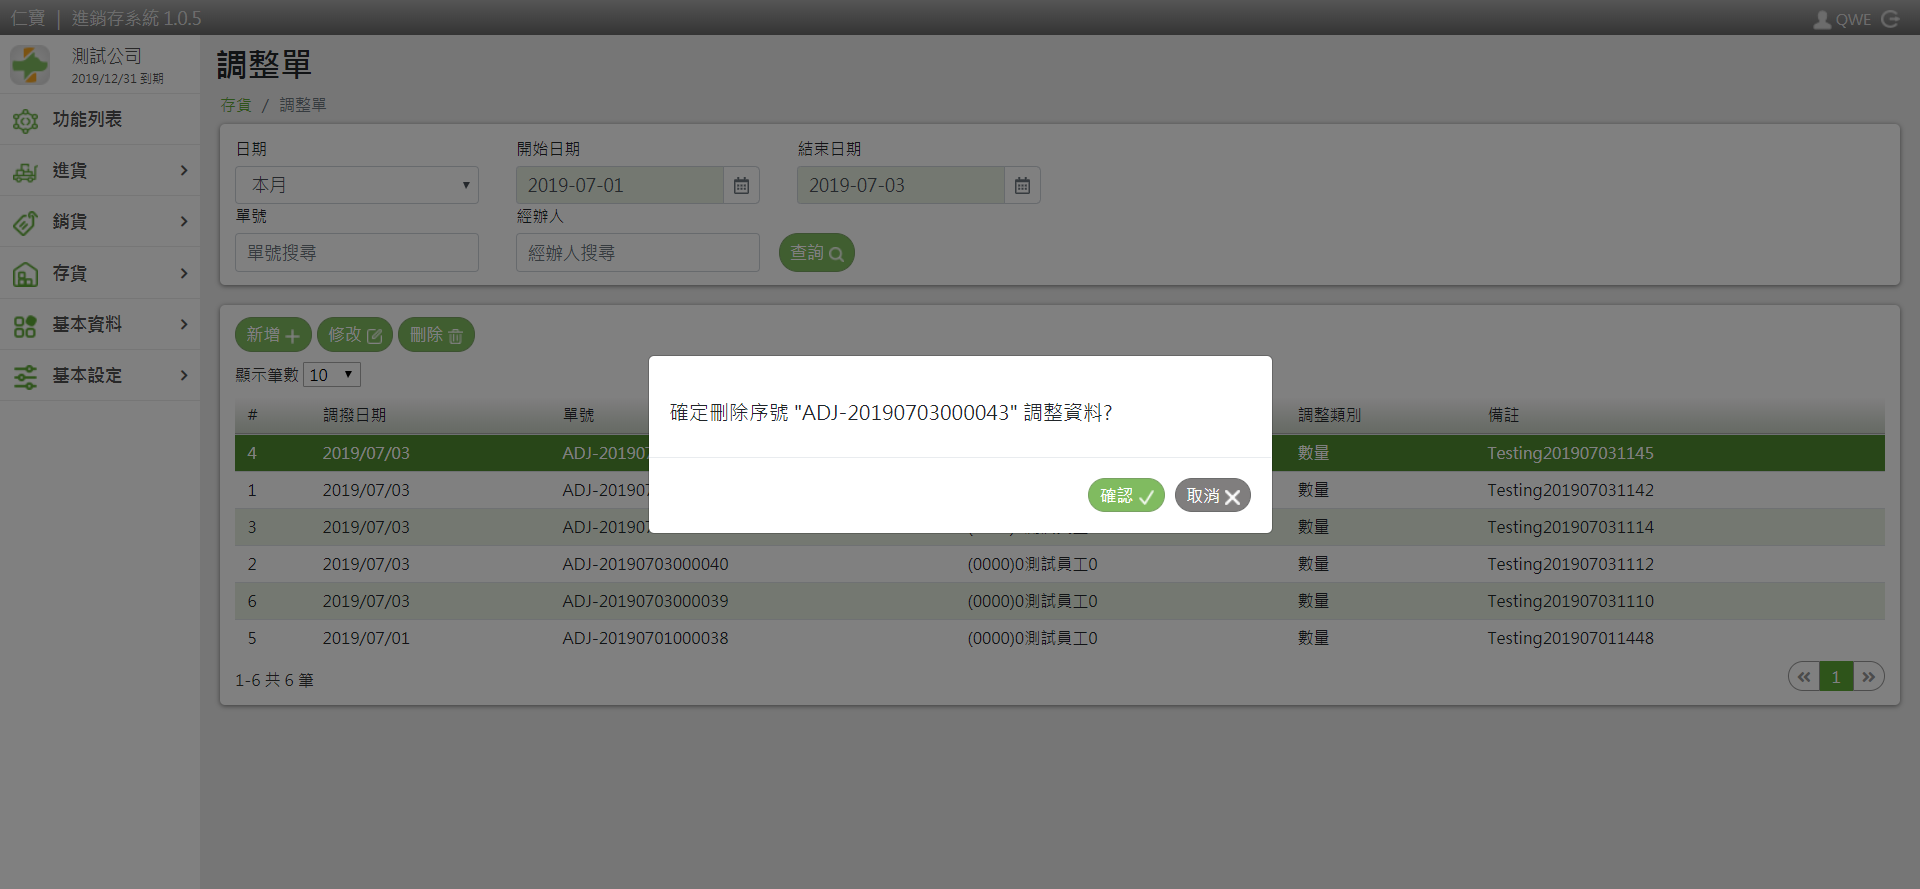 仁寶 | 進銷存系統 1.0.5
QWE
測試公司
2019/12/31 到期
功能列表
進貨
銷貨
存貨
基本資料
基本設定
調整單
存貨 / 調整單
日期 開始日期 結束日期
本月 2019-07-01 2019-07-03
單號 經辦人
單號搜尋 經辦人搜尋 查詢
新增 修改 刪除
顯示筆數 10
# 調撥日期 單號 調整類別 備註
4 2019/07/03 ADJ-20190 數量 Testing201907031145
1 2019/07/03 ADJ-20190 數量 Testing201907031142
3 2019/07/03 ADJ-20190 數量 Testing201907031114
2 2019/07/03 ADJ-20190703000040 (0000)0測試員工0 數量 Testing201907031112
6 2019/07/03 ADJ-20190703000039 (0000)0測試員工0 數量 Testing201907031110
5 2019/07/01 ADJ-20190701000038 (0000)0測試員工0 數量 Testing201907011448
1-6 共 6 筆
« 1 »
確定刪除序號 "ADJ-20190703000043" 調整資料?
確認 取消